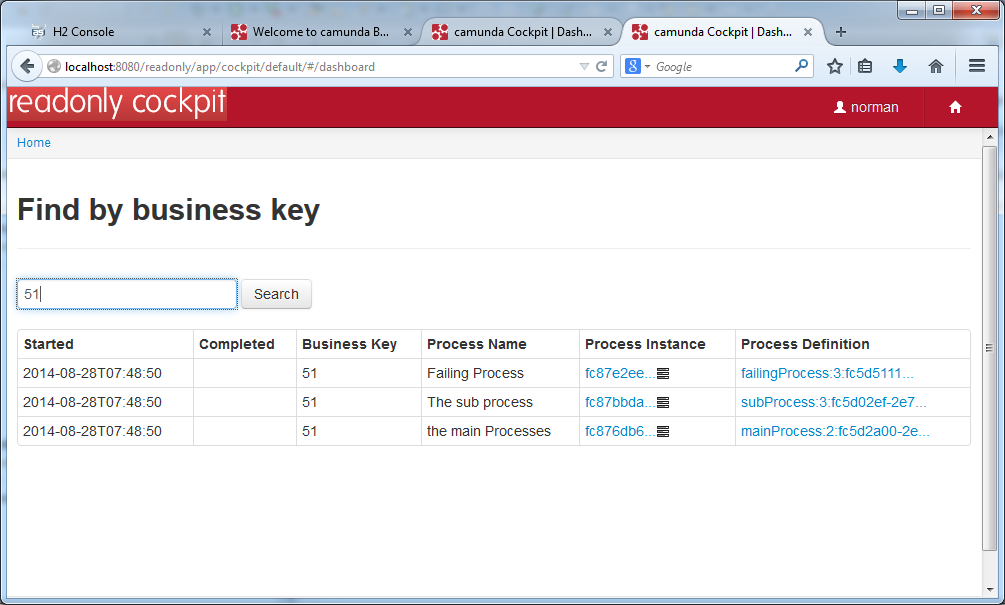 H2 Console
Welcome to camunda B...
camunda Cockpit | Dash...
camunda Cockpit | Dash...
localhost:8080/readonly/app/cockpit/default/#/dashboard
Google
readonly cockpit
norman
Home
Find by business key
51
Search
Started Completed Business Key Process Name Process Instance Process Definition
2014-08-28T07:48:50 51 Failing Process fc87e2ee... failingProcess:3:fc5d5111...
2014-08-28T07:48:50 51 The sub process fc87bbda... subProcess:3:fc5d02ef-2e7...
2014-08-28T07:48:50 51 the main Processes fc876db6... mainProcess:2:fc5d2a00-2e...